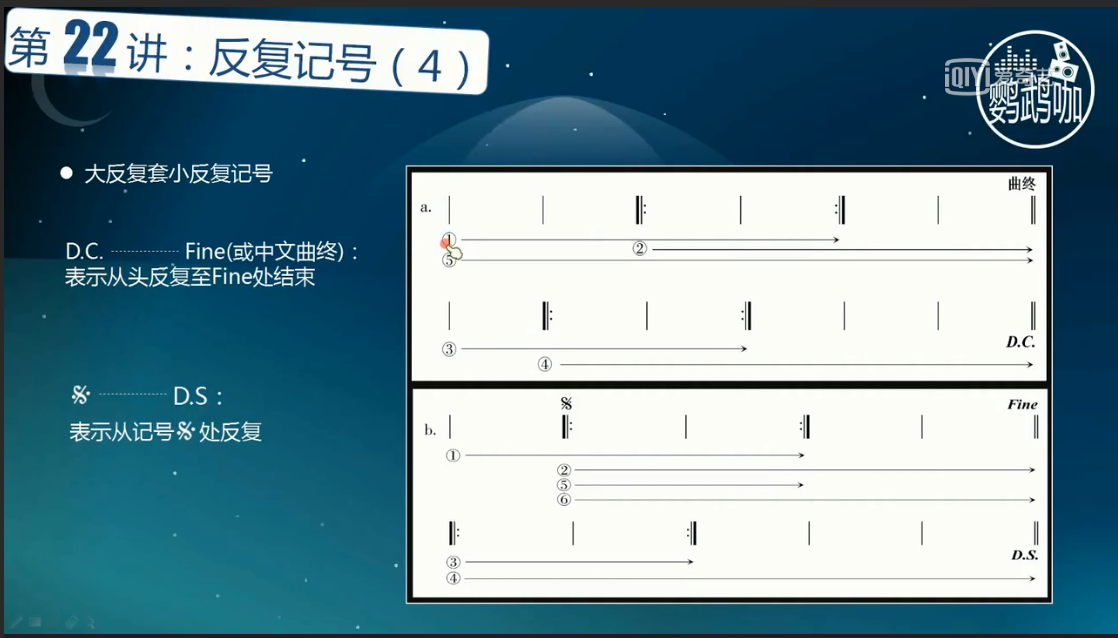 第22讲：反复记号（4）
iQIYI 爱奇艺
鹦鹉咖
大反复套小反复记号
D.C. ---------------- Fine(或中文曲终)：
表示从头反复至Fine处结束
𝄋 ---------------- D.S：
表示从记号𝄋处反复
曲终
a.
①
②
⑤
D.C.
③
④
𝄋
Fine
b.
①
②
⑤
⑥
D.S.
③
④